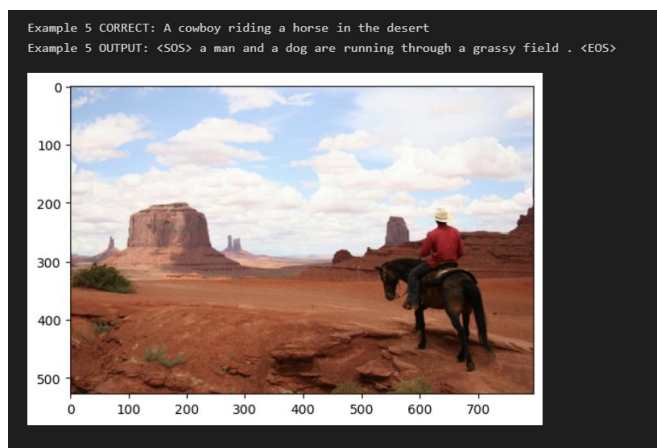 Example 5 CORRECT: A cowboy riding a horse in the desert
Example 5 OUTPUT: <SOS> a man and a dog are running through a grassy field . <EOS>
0
100
200
300
400
500
0 100 200 300 400 500 600 700